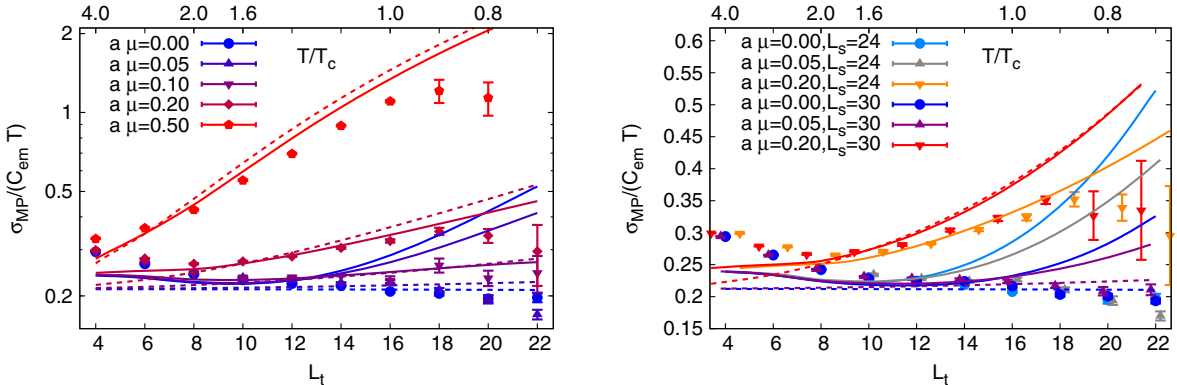 4.0 2.0 1.6 1.0 0.8
T/Tc
a μ=0.00
a μ=0.05
a μ=0.10
a μ=0.20
a μ=0.50
2
1
0.5
0.2
σMP/(Cem T)
4 6 8 10 12 14 16 18 20 22
Lt
4.0 2.0 1.6 1.0 0.8
T/Tc
a μ=0.00,Ls=24
a μ=0.05,Ls=24
a μ=0.20,Ls=24
a μ=0.00,Ls=30
a μ=0.05,Ls=30
a μ=0.20,Ls=30
0.6
0.55
0.5
0.45
0.4
0.35
0.3
0.25
0.2
0.15
σMP/(Cem T)
4 6 8 10 12 14 16 18 20 22
Lt